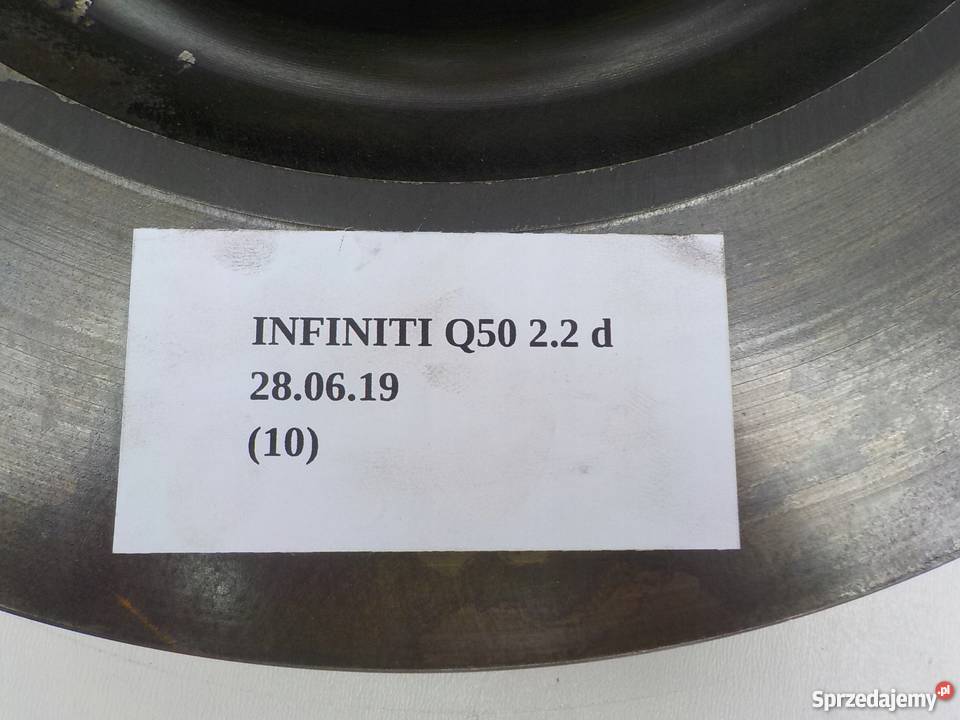 INFINITI Q50 2.2 d
28.06.19
(10)
Sprzedajemy.pl